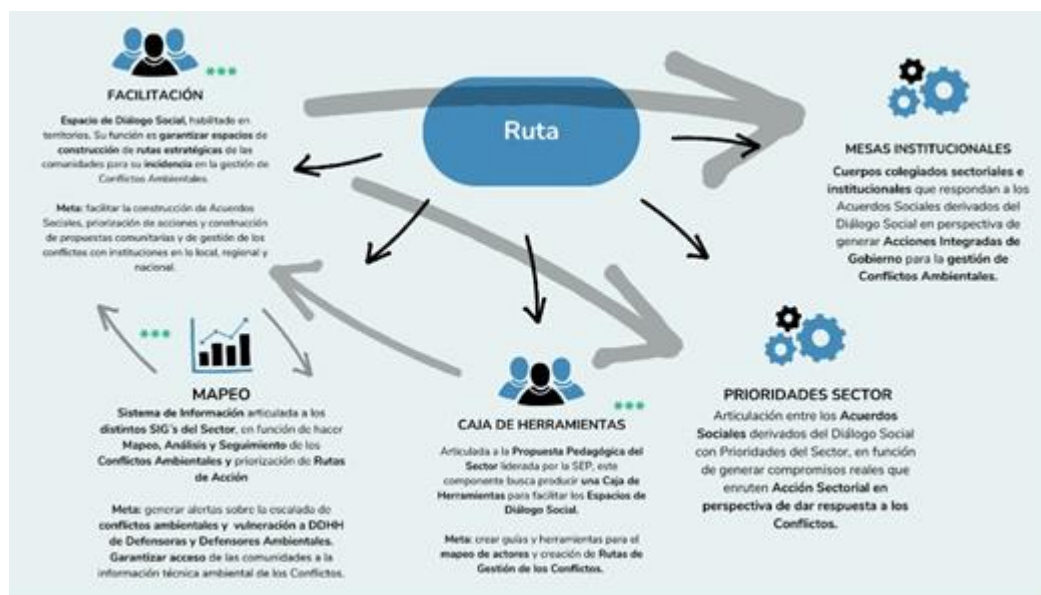 Ruta
FACILITACIÓN
Espacio de Diálogo Social, habilitado en
territorios. Su función es garantizar espacios de
construcción de rutas estratégicas de las
comunidades para su incidencia en la gestión de
Conflictos Ambientales.
Meta: facilitar la construcción de Acuerdos
Sociales, priorización de acciones y construcción
de propuestas comunitarias y de gestión de los
conflictos con instituciones en lo local, regional y
nacional.
MESAS INSTITUCIONALES
Cuerpos colegiados sectoriales e
institucionales que respondan a los
Acuerdos Sociales derivados del
Diálogo Social en perspectiva de
generar Acciones Integradas de
Gobierno para la gestión de
Conflictos Ambientales.
MAPEO
Sistema de Información articulada a los
distintos SIG´s del Sector, en función de hacer
Mapeo, Análisis y Seguimiento de los
Conflictos Ambientales y priorización de Rutas
de Acción
Meta: generar alertas sobre la escalada de
conflictos ambientales y vulneración a DDHH
de Defensoras y Defensores Ambientales.
Garantizar acceso de las comunidades a la
información técnica ambiental de los Conflictos.
CAJA DE HERRAMIENTAS
Articulada a la Propuesta Pedagógica del
Sector liderada por la SEP, este
componente busca producir una Caja de
Herramientas para facilitar los Espacios de
Diálogo Social.
Meta: crear guías y herramientas para el
mapeo de actores y creación de Rutas de
Gestión de los Conflictos.
PRIORIDADES SECTOR
Articulación entre los Acuerdos
Sociales derivados del Diálogo Social
con Prioridades del Sector, en función
de generar compromisos reales que
enruten Acción Sectorial en
perspectiva de dar respuesta a los
Conflictos.